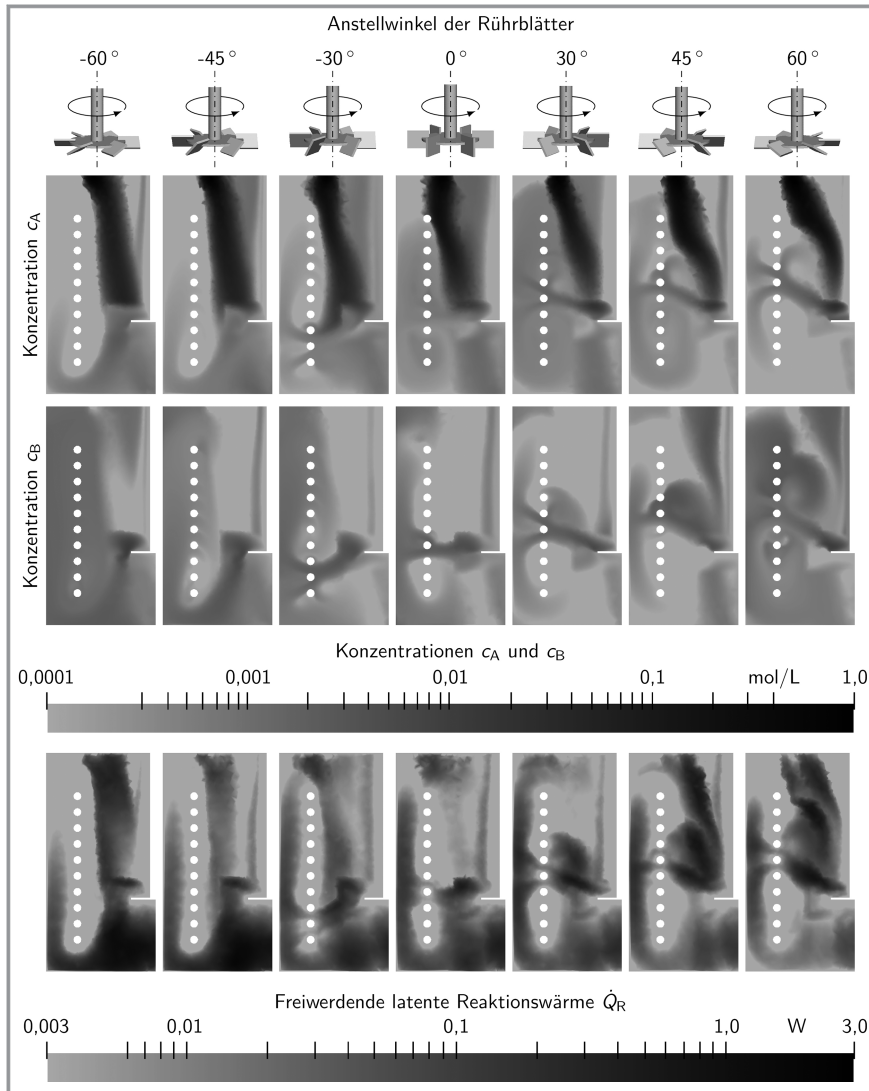 Anstellwinkel der Rührblätter
-60° -45° -30° 0° 30° 45° 60°
Konzentration cA
Konzentration cB
Konzentrationen cA und cB
0,0001 0,001 0,01 0,1 mol/L 1,0
Freiwerdende latente Reaktionswärme Q̇R
0,003 0,01 0,1 1,0 W 3,0